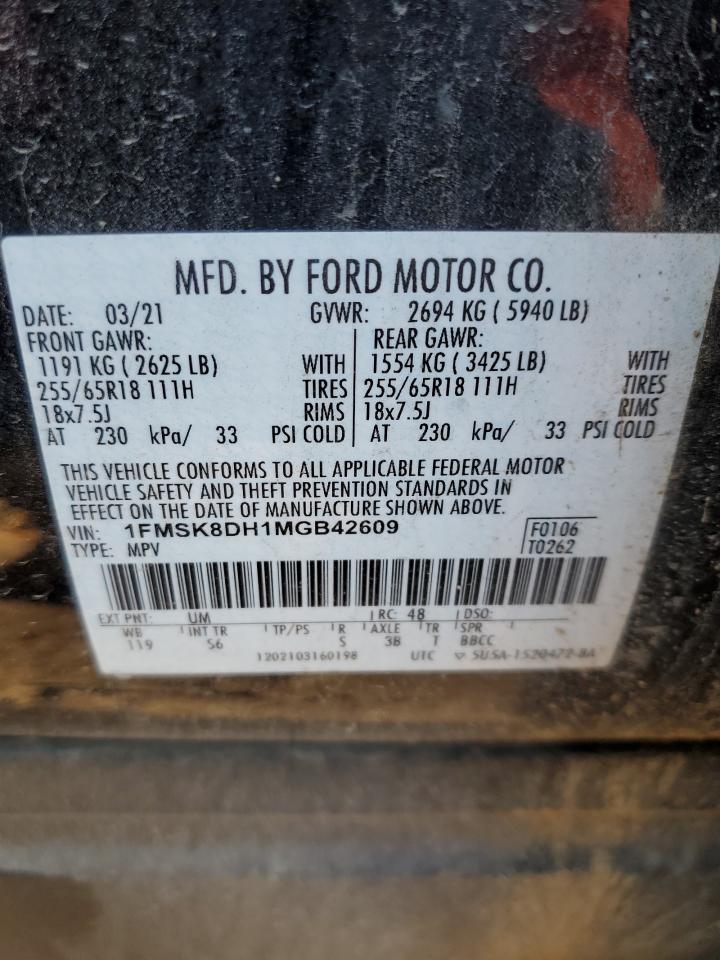 MFD. BY FORD MOTOR CO.
DATE: 03/21 GVWR: 2694 KG ( 5940 LB)
FRONT GAWR: REAR GAWR:
1191 KG ( 2625 LB) WITH 1554 KG ( 3425 LB) WITH
255/65R18 111H TIRES 255/65R18 111H TIRES
18x7.5J RIMS 18x7.5J RIMS
AT 230 kPa/ 33 PSI COLD AT 230 kPa/ 33 PSI COLD
THIS VEHICLE CONFORMS TO ALL APPLICABLE FEDERAL MOTOR
VEHICLE SAFETY AND THEFT PREVENTION STANDARDS IN
EFFECT ON THE DATE OF MANUFACTURE SHOWN ABOVE.
VIN: 1FMSK8DH1MGB42609 F0106
TYPE: MPV T0262
EXT PNT: UM RC: 48 DSO:
WB INT TR TP/PS R AXLE TR SPR
119 S6 S 3B T BBCC
1202103160198 UTC ▽ 5U5A-1520472-BA